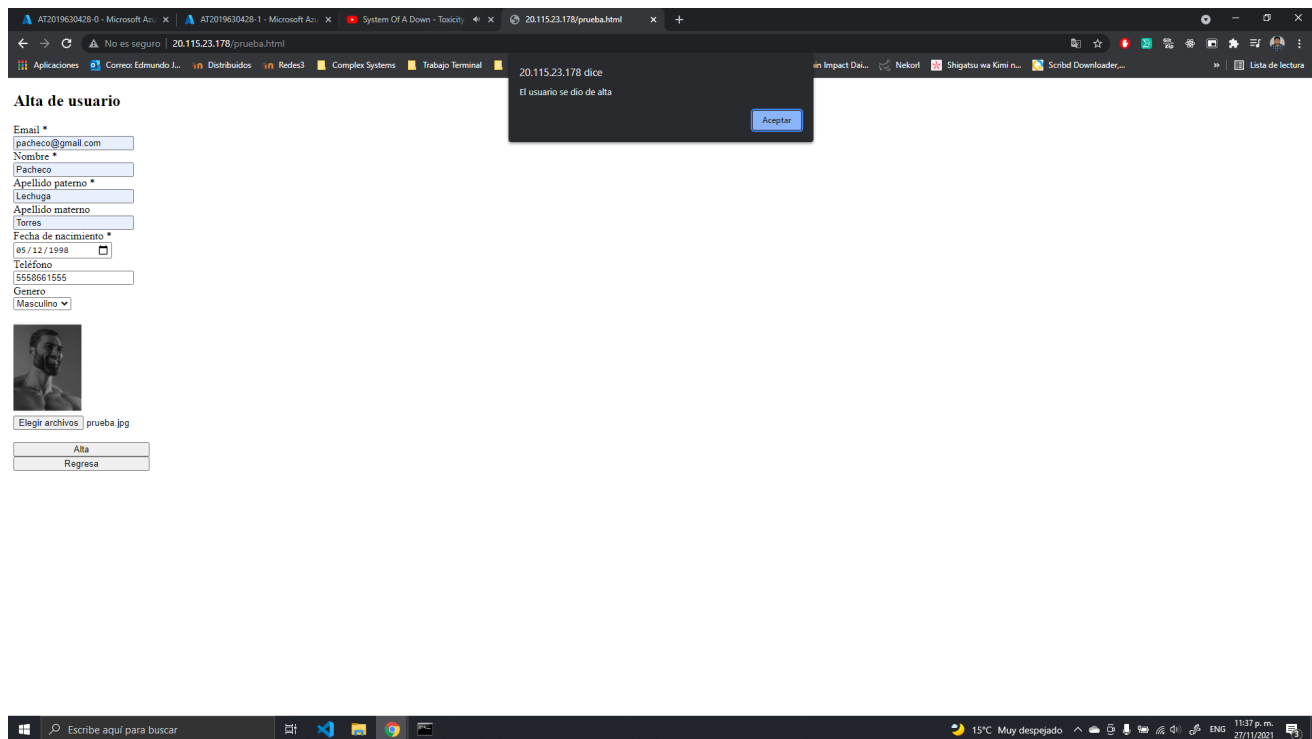 AT2019630428-0 - Microsoft Azu
AT2019630428-1 - Microsoft Azu
System Of A Down - Toxicity
20.115.23.178/prueba.html
No es seguro | 20.115.23.178/prueba.html
Aplicaciones
Correo: Edmundo J...
Distribuidos
Redes3
Complex Systems
Trabajo Terminal
in Impact Dai...
Nekorl
Shigatsu wa Kimi n...
Scribd Downloader,...
»
Lista de lectura
20.115.23.178 dice
El usuario se dio de alta
Aceptar
Alta de usuario
Email *
pacheco@gmail.com
Nombre *
Pacheco
Apellido paterno *
Lechuga
Apellido materno
Torres
Fecha de nacimiento *
05/12/1998
Teléfono
5558661555
Genero
Masculino
Elegir archivos prueba.jpg
Alta
Regresa
Escribe aquí para buscar
15°C Muy despejado
ENG
11:37 p. m.
27/11/2021
3